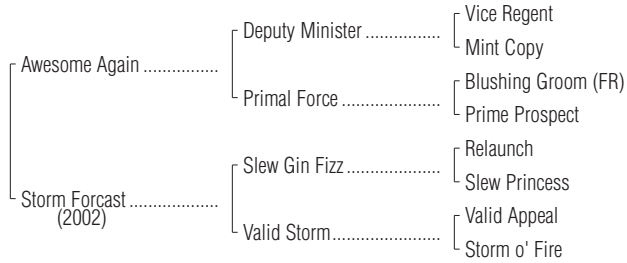 Vice Regent
Deputy Minister ................
Mint Copy
Awesome Again ................
Blushing Groom (FR)
Primal Force .....................
Prime Prospect
Relaunch
Slew Gin Fizz ....................
Slew Princess
Storm Forcast ...................
(2002)
Valid Appeal
Valid Storm.......................
Storm o' Fire